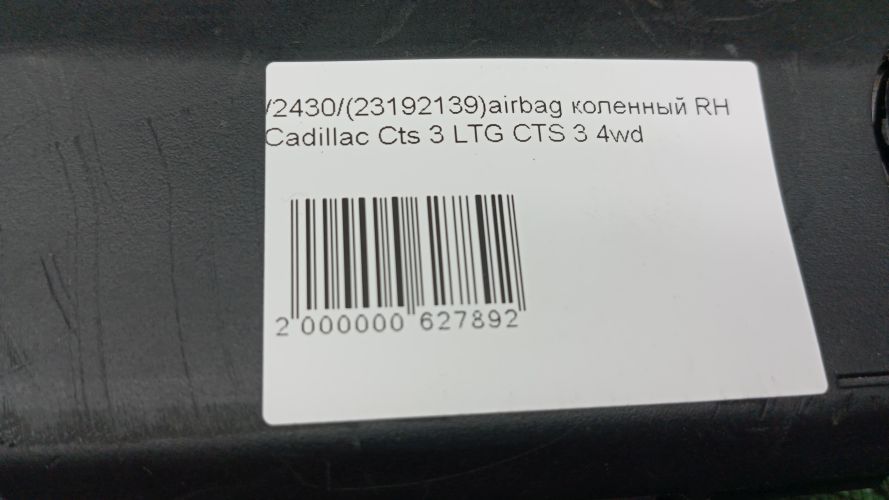 /2430/(23192139)airbag коленный RH
Cadillac Cts 3 LTG CTS 3 4wd
2 000000 627892